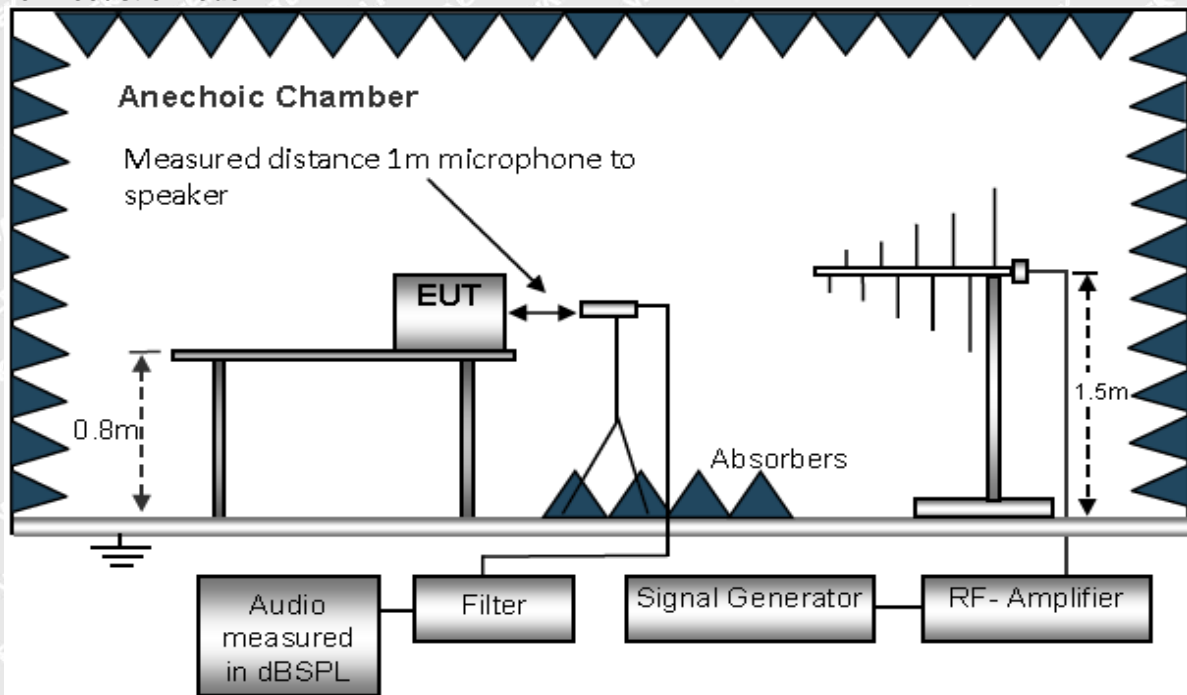 Anechoic Chamber
Measured distance 1m microphone to
speaker
EUT
0.8m
1.5m
Absorbers
Audio
measured
in dBSPL
Filter
Signal Generator
RF- Amplifier